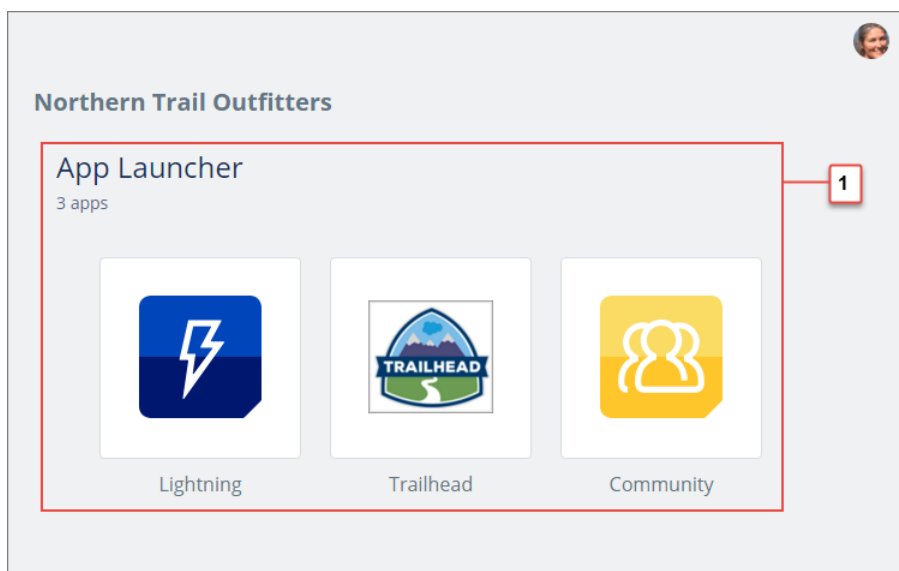 Northern Trail Outfitters
App Launcher
1
3 apps
TRAILHEAD
Lightning Trailhead Community